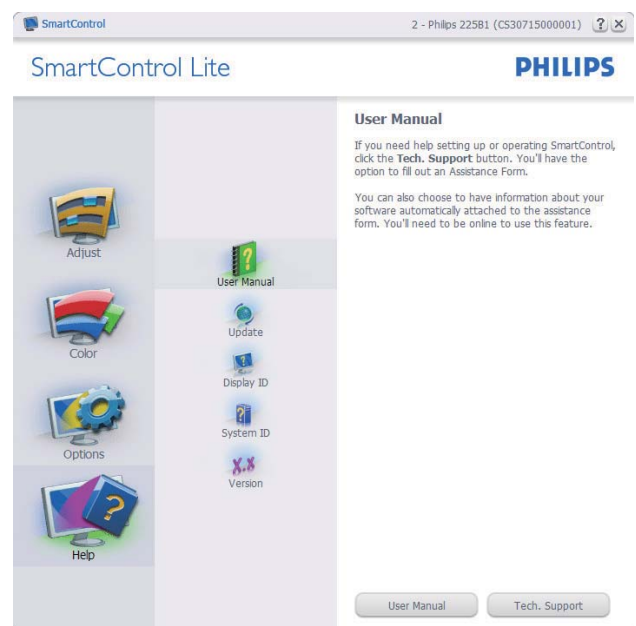 SmartControl
2 - Philips 225B1 (CS30715000001)
? X
SmartControl Lite
PHILIPS
Adjust
Color
Options
Help
User Manual
Update
Display ID
System ID
X.X
Version
User Manual
If you need help setting up or operating SmartControl,
click the Tech. Support button. You'll have the
option to fill out an Assistance Form.
You can also choose to have information about your
software automatically attached to the assistance
form. You'll need to be online to use this feature.
User Manual
Tech. Support